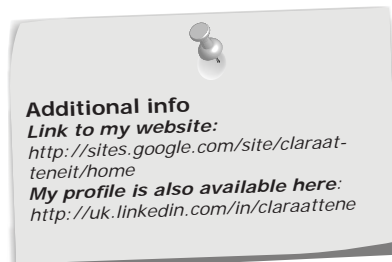 Additional info
Link to my website:
http://sites.google.com/site/claraat-
teneit/home
My profile is also available here:
http://uk.linkedin.com/in/claraattene